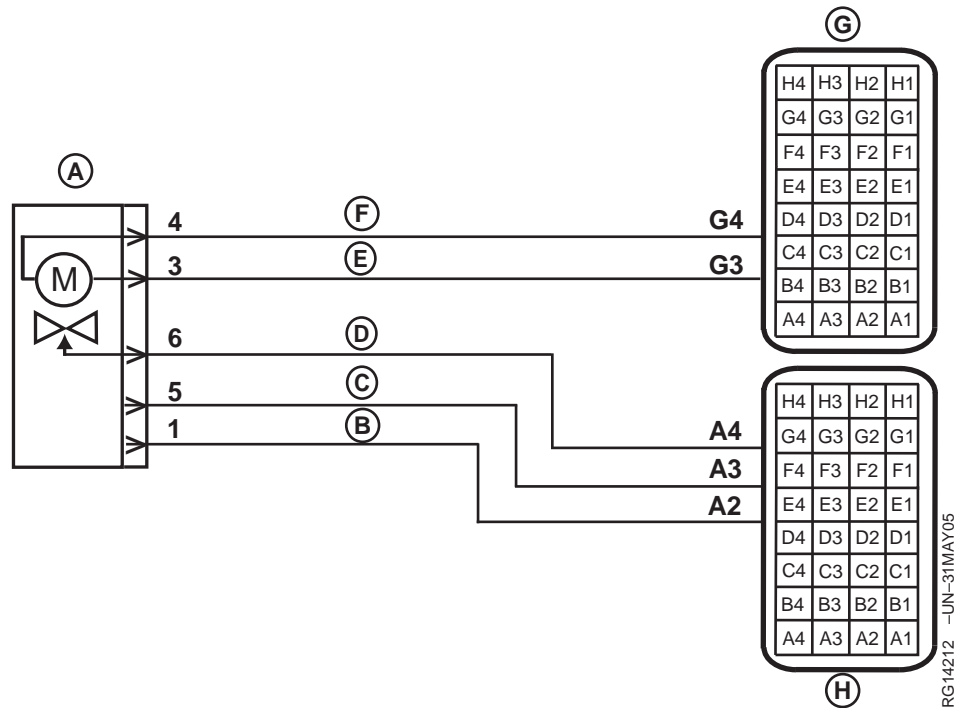 G
H4 H3 H2 H1
G4 G3 G2 G1
F4 F3 F2 F1
E4 E3 E2 E1
D4 D3 D2 D1
C4 C3 C2 C1
B4 B3 B2 B1
A4 A3 A2 A1
A
M
4 F G4
3 E G3
6 D A4
5 C A3
1 B A2
H4 H3 H2 H1
G4 G3 G2 G1
F4 F3 F2 F1
E4 E3 E2 E1
D4 D3 D2 D1
C4 C3 C2 C1
B4 B3 B2 B1
A4 A3 A2 A1
H
RG14212 –UN–31MAY05